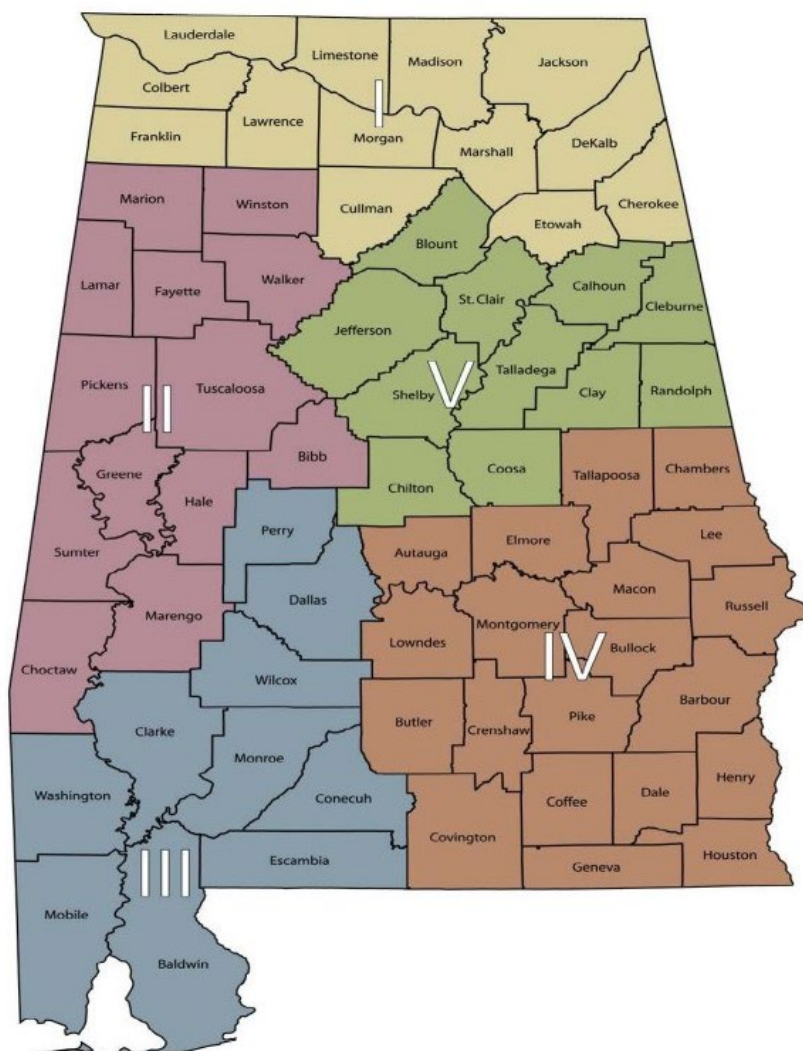 Lauderdale
Limestone
Madison
Jackson
Colbert
Lawrence
I
Franklin
Morgan
Marshall
DeKalb
Cherokee
Marion
Winston
Cullman
Etowah
Blount
Lamar
Fayette
Walker
St. Clair
Calhoun
Cleburne
Jefferson
Talladega
Pickens
Tuscaloosa
Shelby
V
Clay
Randolph
II
Greene
Bibb
Hale
Chilton
Coosa
Tallapoosa
Chambers
Perry
Sumter
Autauga
Elmore
Lee
Dallas
Macon
Marengo
Russell
Lowndes
Montgomery
Bullock
IV
Choctaw
Wilcox
Barbour
Clarke
Monroe
Butler
Crenshaw
Pike
Washington
Conecuh
Coffee
Dale
Henry
Covington
III
Escambia
Geneva
Houston
Mobile
Baldwin